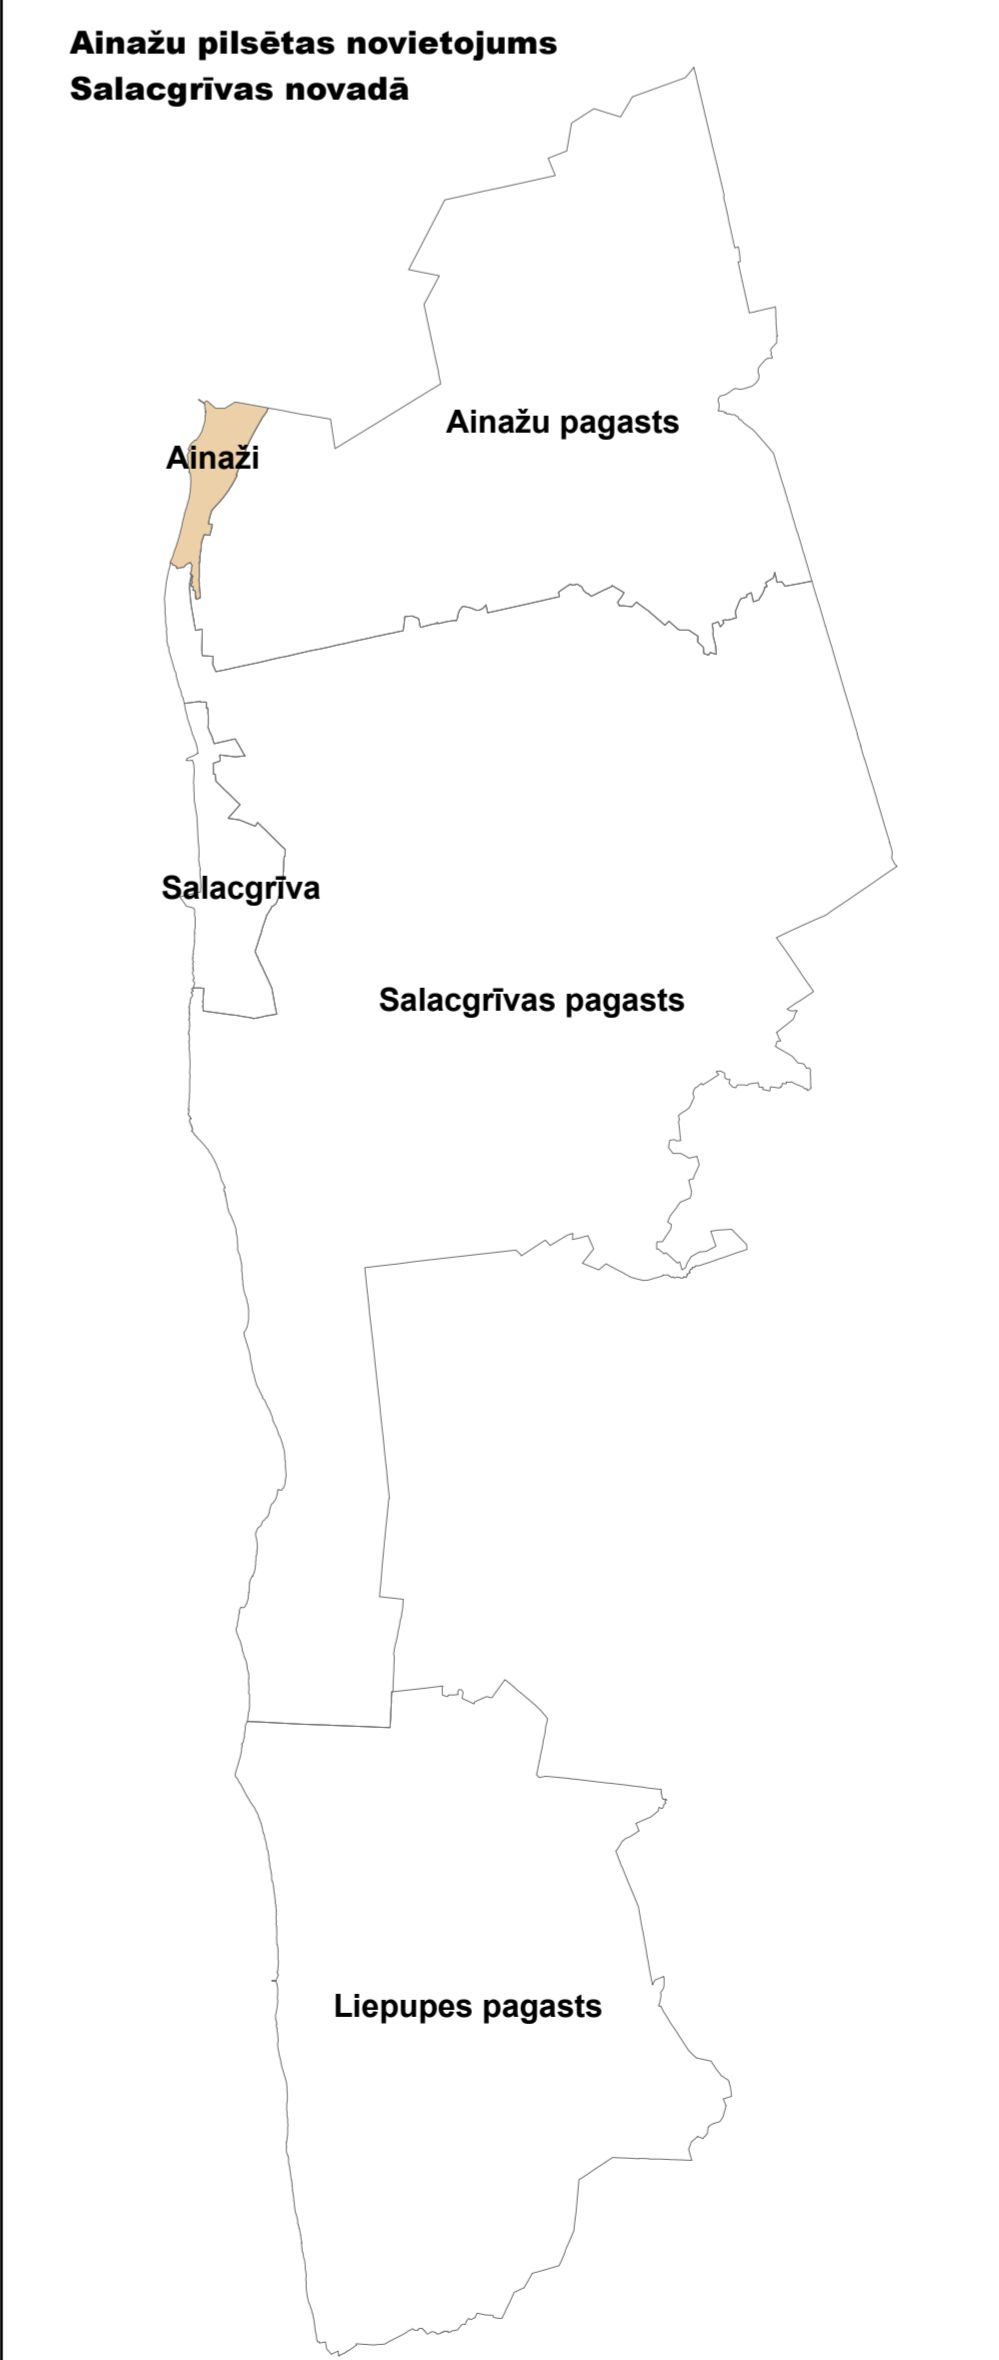 Ainažu pilsētas novietojums
Salacgrīvas novadā
Ainažu pagasts
Ainaži
Salacgrīva
Salacgrīvas pagasts
Liepupes pagasts